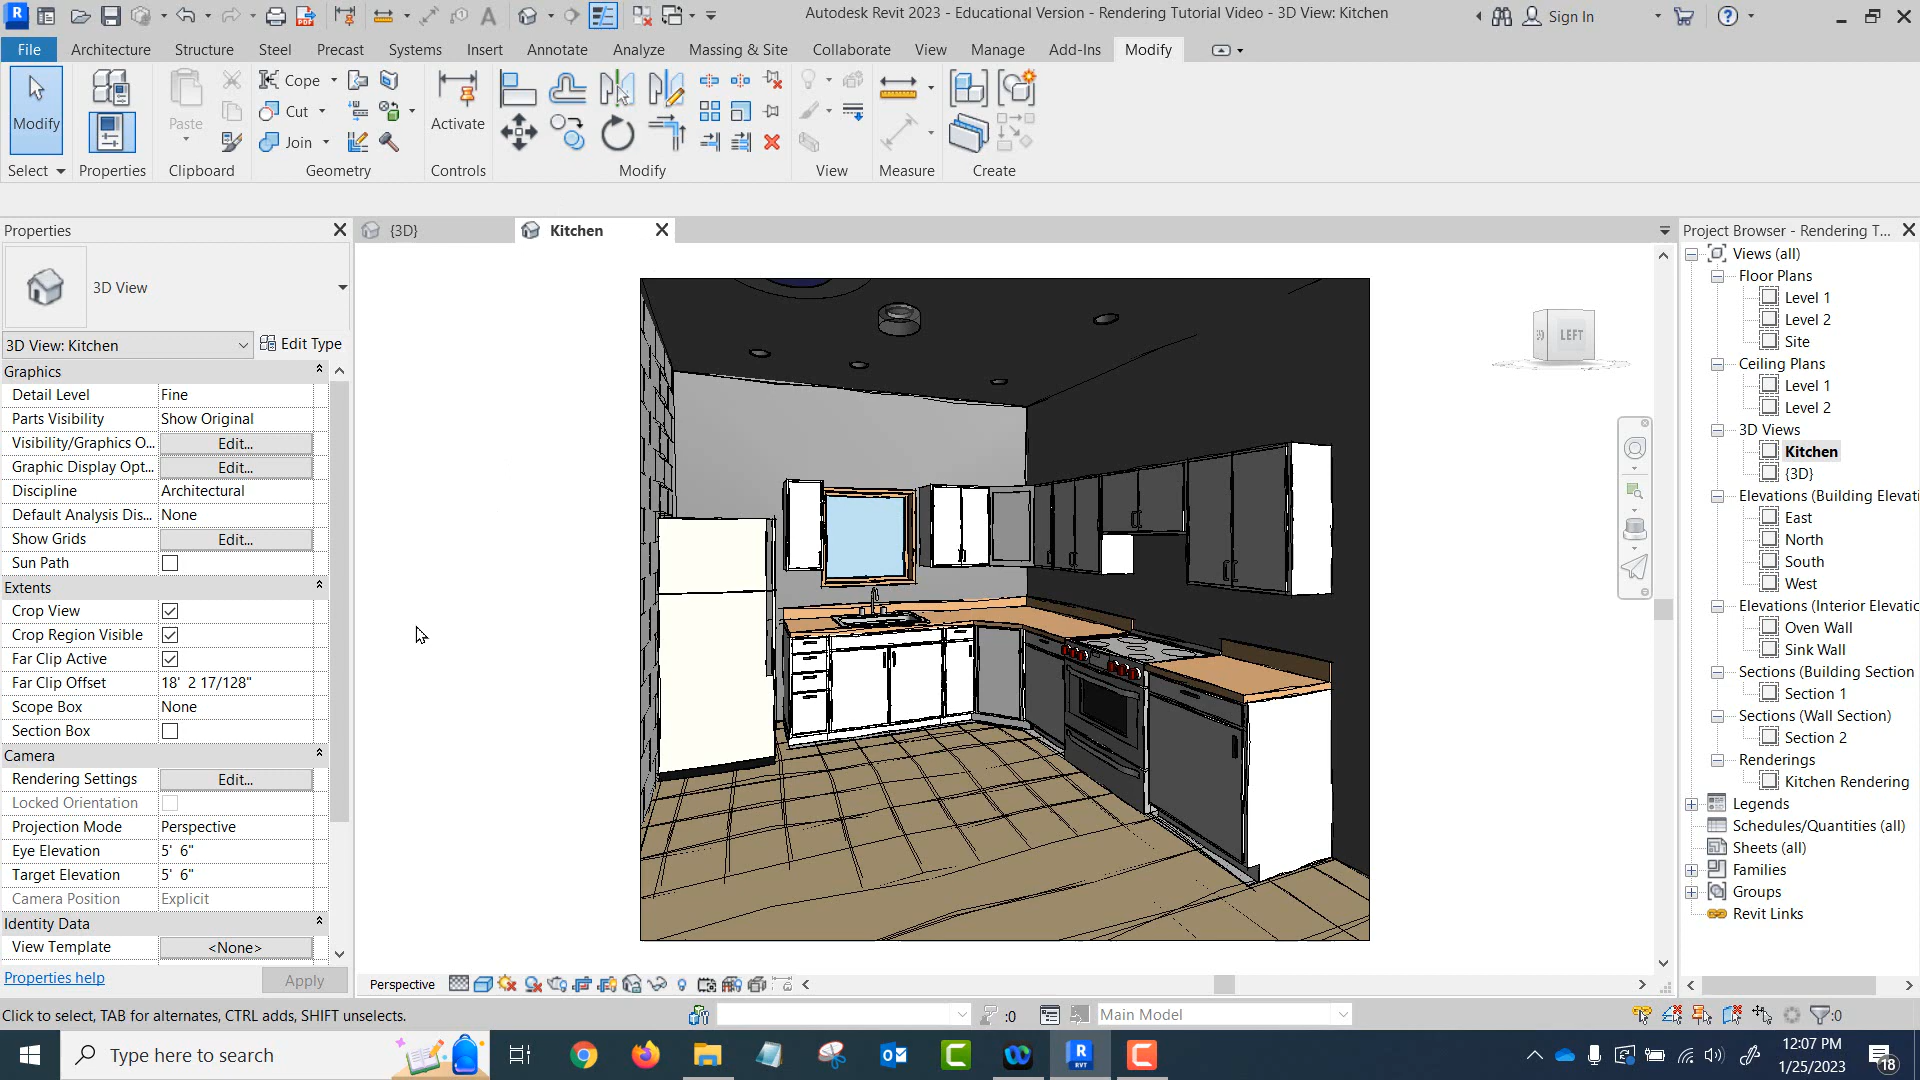 Autodesk Revit 2023 - Educational Version - Rendering Tutorial Video - 3D View: Kitchen
Sign In
File Architecture Structure Steel Precast Systems Insert Annotate Analyze Massing & Site Collaborate View Manage Add-Ins Modify
Modify
Paste
Cope
Cut
Join
Activate
Select Properties Clipboard Geometry Controls Modify View Measure Create
Properties
{3D}
Kitchen
Project Browser - Rendering T...
3D View
3D View: Kitchen
Edit Type
Graphics
Detail Level Fine
Parts Visibility Show Original
Visibility/Graphics O... Edit...
Graphic Display Opt... Edit...
Discipline Architectural
Default Analysis Dis... None
Show Grids Edit...
Sun Path
Extents
Crop View
Crop Region Visible
Far Clip Active
Far Clip Offset 18' 2 17/128"
Scope Box None
Section Box
Camera
Rendering Settings Edit...
Locked Orientation
Projection Mode Perspective
Eye Elevation 5' 6"
Target Elevation 5' 6"
Camera Position Explicit
Identity Data
View Template <None>
Properties help
Apply
LEFT
Views (all)
Floor Plans
Level 1
Level 2
Site
Ceiling Plans
Level 1
Level 2
3D Views
Kitchen
{3D}
Elevations (Building Elevati
East
North
South
West
Elevations (Interior Elevatic
Oven Wall
Sink Wall
Sections (Building Section
Section 1
Sections (Wall Section)
Section 2
Renderings
Kitchen Rendering
Legends
Schedules/Quantities (all)
Sheets (all)
Families
Groups
Revit Links
Perspective
Click to select, TAB for alternates, CTRL adds, SHIFT unselects.
:0
Main Model
:0
Type here to search
12:07 PM
1/25/2023
18